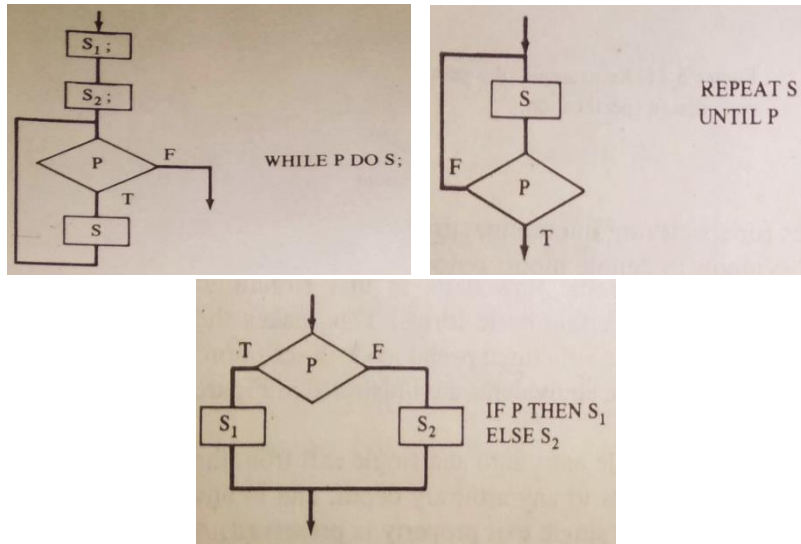 S₁ ;
S₂ ;
P
F
T
S
WHILE P DO S;
S
F
P
T
REPEAT S
UNTIL P
T
P
F
S₁
S₂
IF P THEN S₁
ELSE S₂